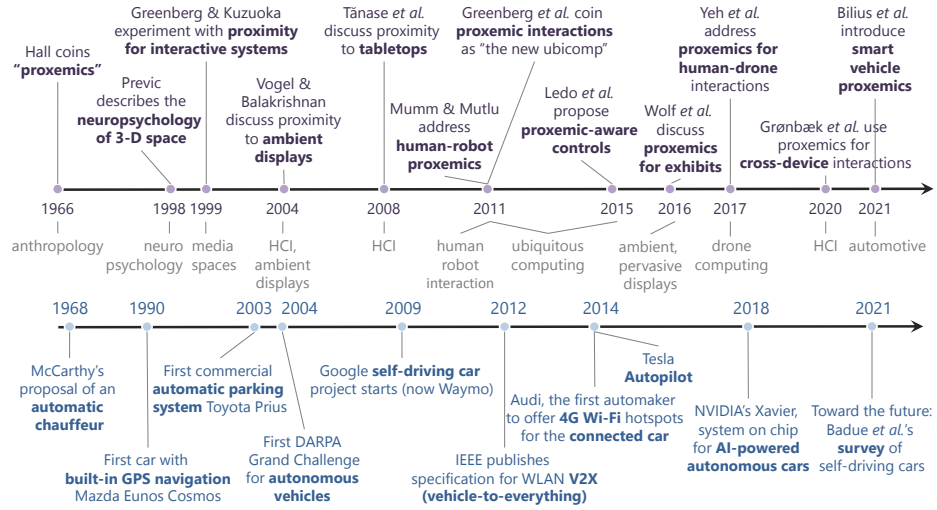 Hall coins
“proxemics”
Previc
describes the
neuropsychology
of 3-D space
Greenberg & Kuzuoka
experiment with proximity
for interactive systems
Vogel &
Balakrishnan
discuss proximity
to ambient
displays
Tănase et al.
discuss proximity
to tabletops
Mumm & Mutlu
address
human-robot
proxemics
Greenberg et al. coin
proxemic interactions
as “the new ubicomp”
Ledo et al.
propose
proxemic-aware
controls
Wolf et al.
discuss
proxemics
for exhibits
Yeh et al.
address
proxemics for
human-drone
interactions
Grønbæk et al. use
proxemics for
cross-device interactions
Bilius et al.
introduce
smart
vehicle
proxemics
1966 1998 1999 2004 2008 2011 2015 2016 2017 2020 2021
anthropology
neuro
psychology
media
spaces
HCI,
ambient
displays
HCI
human
robot
interaction
ubiquitous
computing
ambient,
pervasive
displays
drone
computing
HCI
automotive
1968 1990 2003 2004 2009 2012 2014 2018 2021
McCarthy’s
proposal of an
automatic
chauffeur
First car with
built-in GPS navigation
Mazda Eunos Cosmos
First commercial
automatic parking
system Toyota Prius
First DARPA
Grand Challenge
for autonomous
vehicles
Google self-driving car
project starts (now Waymo)
IEEE publishes
specification for WLAN V2X
(vehicle-to-everything)
Audi, the first automaker
to offer 4G Wi-Fi hotspots
for the connected car
Tesla
Autopilot
NVIDIA’s Xavier,
system on chip
for AI-powered
autonomous cars
Toward the future:
Badue et al.’s
survey of
self-driving cars